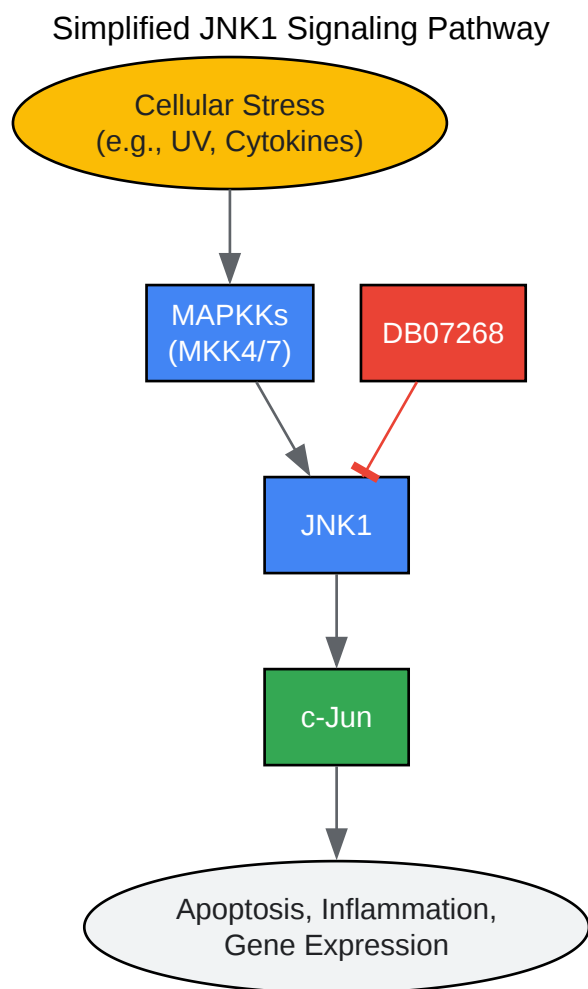 Simplified JNK1 Signaling Pathway
Cellular Stress
(e.g., UV, Cytokines)
MAPKKs
(MKK4/7)
DB07268
JNK1
c-Jun
Apoptosis, Inflammation,
Gene Expression